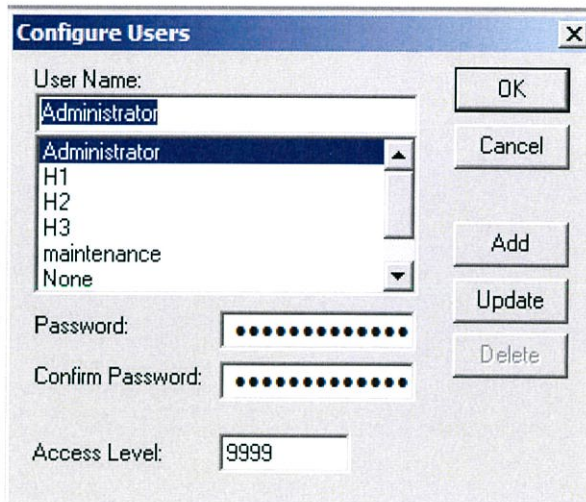 Configure Users
User Name:
Administrator
Administrator
H1
H2
H3
maintenance
None
Password:
Confirm Password:
Access Level: 9999
OK
Cancel
Add
Update
Delete